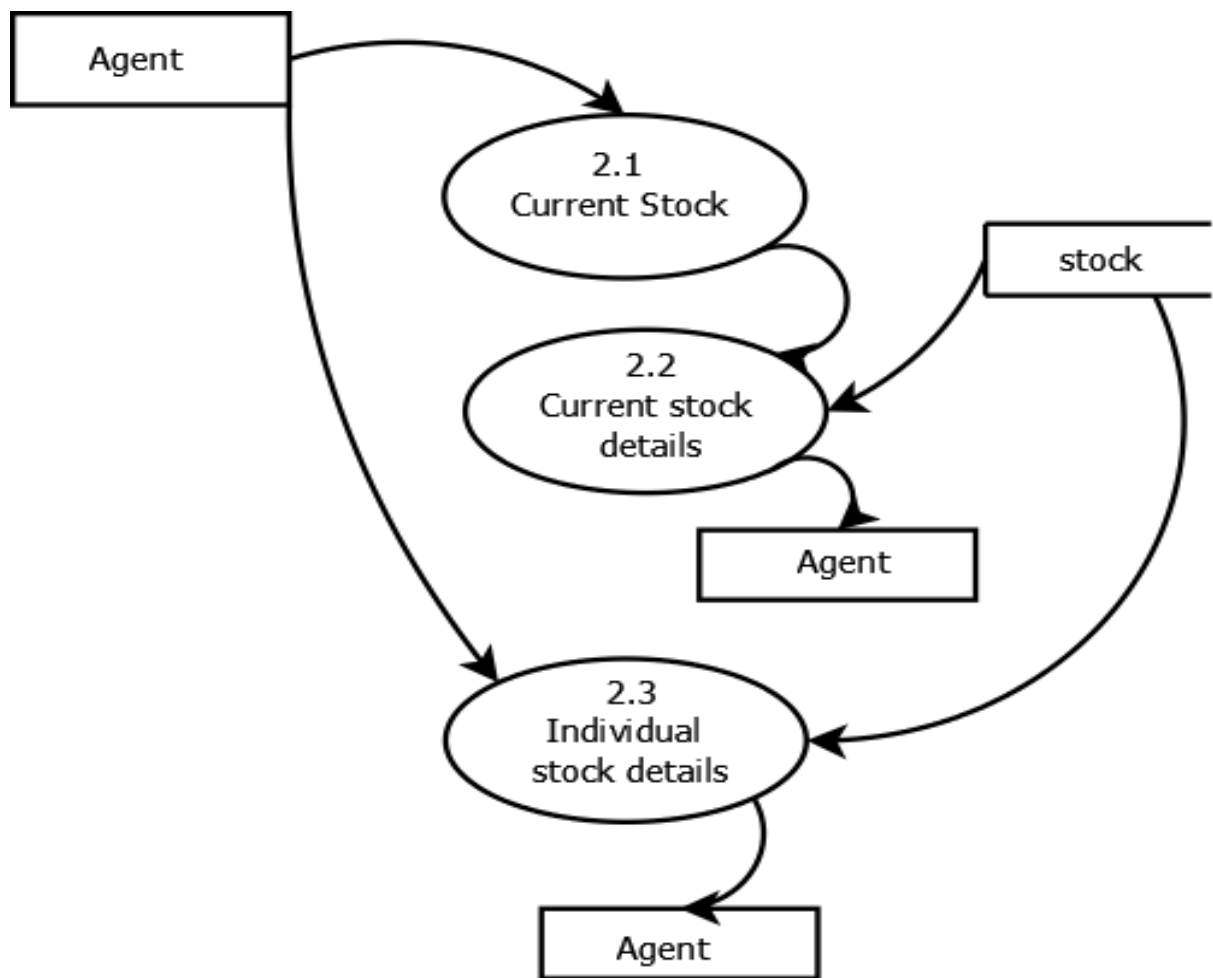 Agent
2.1
Current Stock
stock
2.2
Current stock
details
Agent
2.3
Individual
stock details
Agent